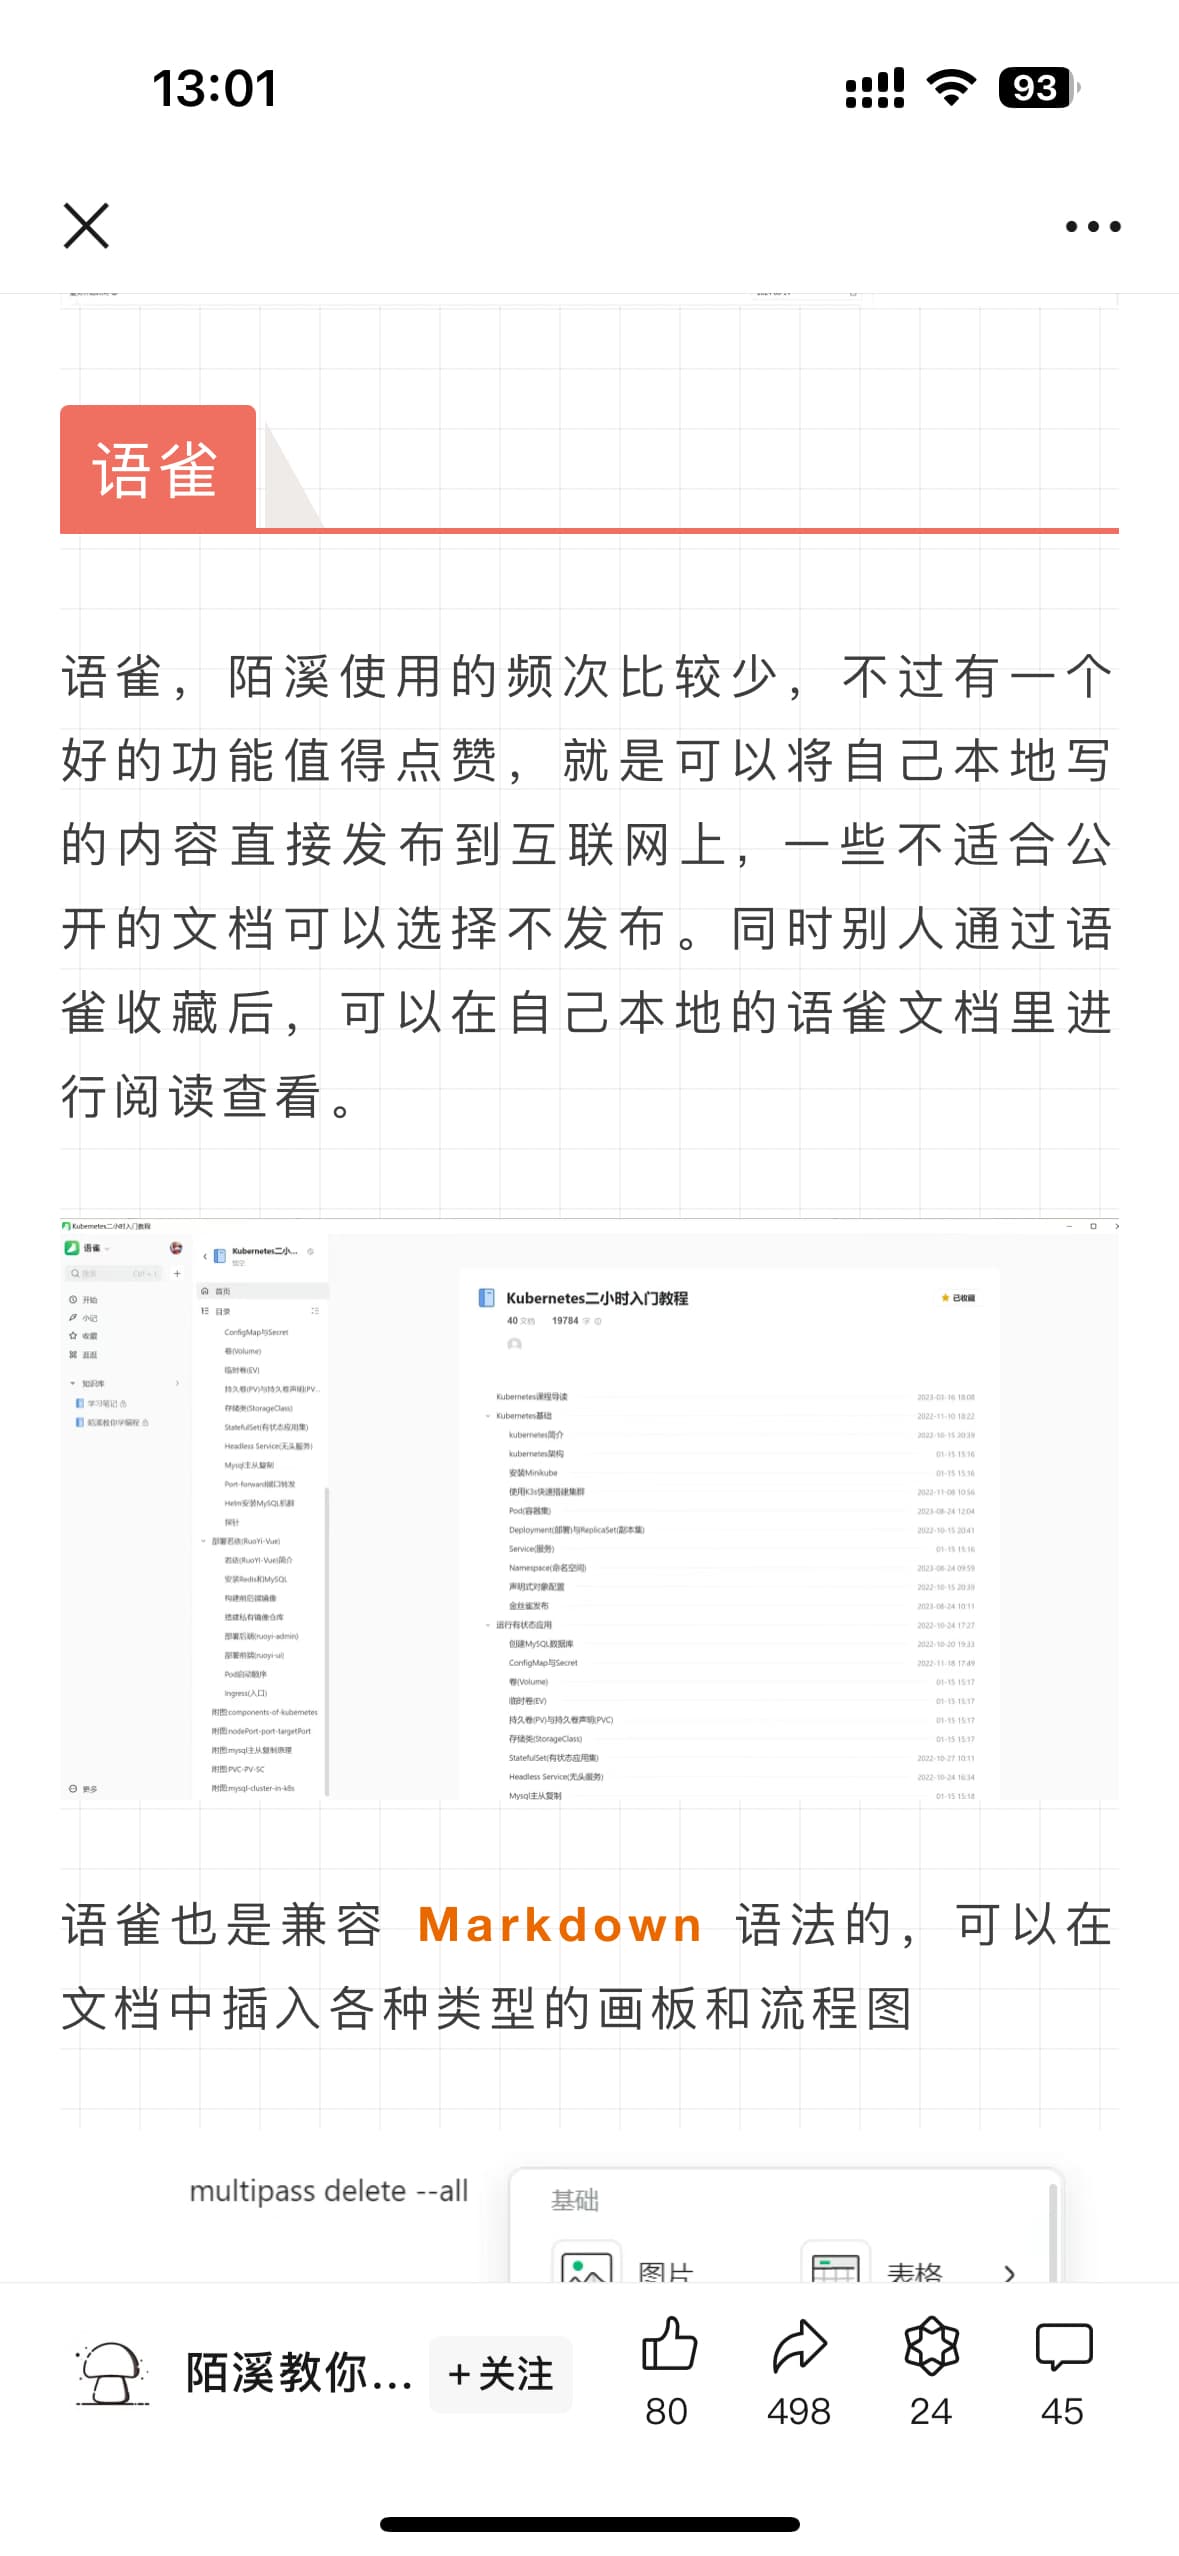 13:01
93
语雀
语雀，陌溪使用的频次比较少，不过有一个
好的功能值得点赞，就是可以将自己本地写
的内容直接发布到互联网上，一些不适合公
开的文档可以选择不发布。同时别人通过语
雀收藏后，可以在自己本地的语雀文档里进
行阅读查看。
Kubernetes二小时入门教程
语雀
搜索 Ctrl + J
开始
小记
收藏
逛逛
知识库
学习笔记
陌溪教你学编程
更多
Kubernetes二小...
悟空
首页
目录
ConfigMap与Secret
卷(Volume)
临时卷(EV)
持久卷(PV)与持久卷声明(PV...
存储类(StorageClass)
StatefulSet(有状态应用集)
Headless Service(无头服务)
Mysql主从复制
Port-forward端口转发
Helm安装MySQL机群
探针
部署若依(RuoYi-Vue)
若依(RuoYi-Vue)简介
安装Redis和MySQL
构建前后端镜像
搭建私有镜像仓库
部署后端(ruoyi-admin)
部署前端(ruoyi-ui)
Pod启动顺序
Ingress(入口)
附图:components-of-kubernetes
附图:nodePort-port-targetPort
附图:mysql主从复制原理
附图:PVC-PV-SC
附图:mysql-cluster-in-k8s
Kubernetes二小时入门教程
已收藏
40 文档 19784 字
Kubernetes课程导读 2023-03-16 18:08
Kubernetes基础 2022-11-10 18:22
kubernetes简介 2022-10-15 20:39
kubernetes架构 01-15 15:16
安装Minikube 01-15 15:16
使用K3s快速搭建集群 2022-11-08 10:56
Pod(容器集) 2023-08-24 12:04
Deployment(部署)与ReplicaSet(副本集) 2022-10-15 20:41
Service(服务) 01-15 15:16
Namespace(命名空间) 2023-08-24 09:59
声明式对象配置 2022-10-15 20:39
金丝雀发布 2023-08-24 10:11
运行有状态应用 2022-10-24 17:27
创建MySQL数据库 2022-10-20 19:33
ConfigMap与Secret 2022-11-18 17:49
卷(Volume) 01-15 15:17
临时卷(EV) 01-15 15:17
持久卷(PV)与持久卷声明(PVC) 01-15 15:17
存储类(StorageClass) 01-15 15:17
StatefulSet(有状态应用集) 2022-10-27 10:11
Headless Service(无头服务) 2022-10-24 16:34
Mysql主从复制 01-15 15:18
语雀也是兼容 Markdown 语法的，可以在
文档中插入各种类型的画板和流程图
multipass delete --all
基础
图片 表格
陌溪教你... +关注
80 498 24 45